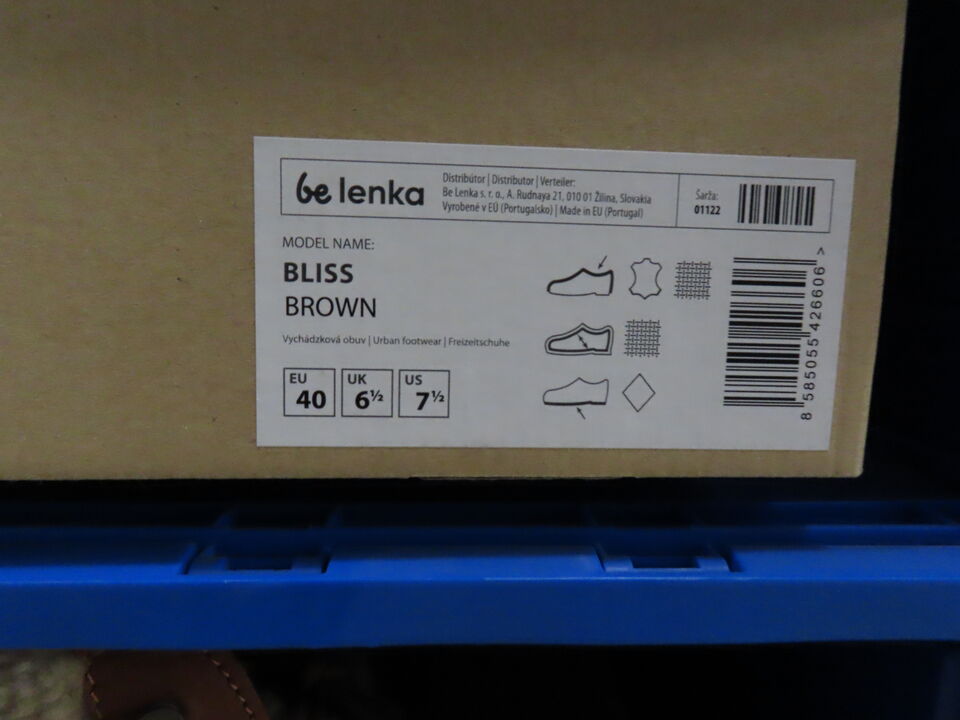 be lenka
Distribútor | Distributor | Verteiler:
Be Lenka s. r. o., A. Rudnaya 21, 010 01 Žilina, Slovakia
Vyrobené v EÚ (Portugalsko) | Made in EU (Portugal)
Šarža:
01122
MODEL NAME:
BLISS
BROWN
Vychádzková obuv | Urban footwear | Freizeitschuhe
EU
40
UK
6½
US
7½
8 585055 426606 >